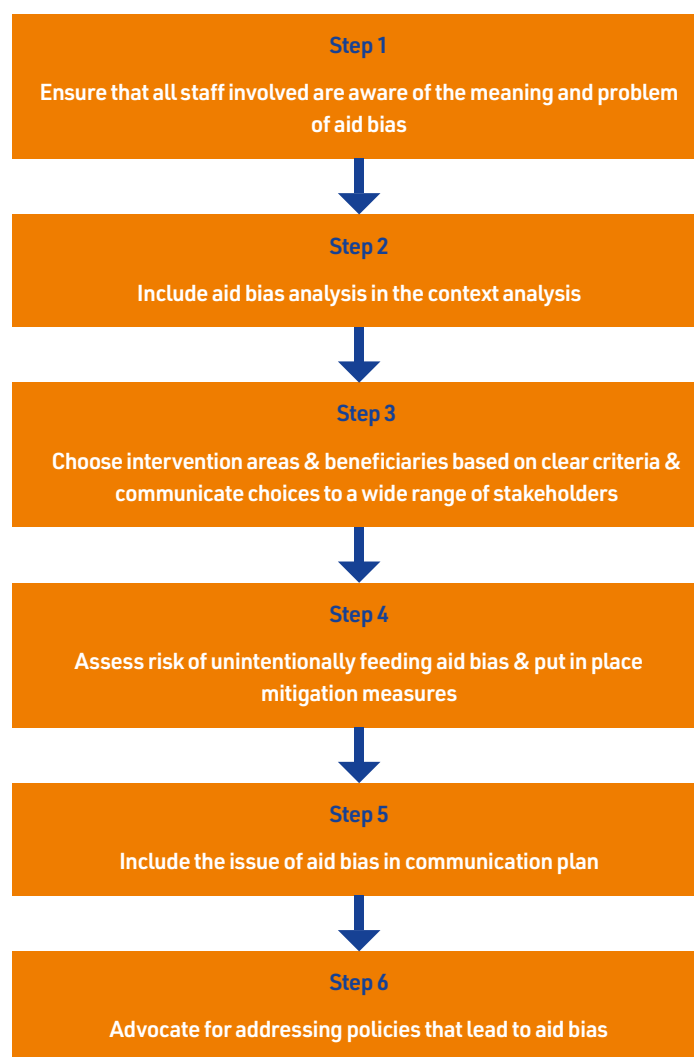 Step 1
Ensure that all staff involved are aware of the meaning and problem
of aid bias
Step 2
Include aid bias analysis in the context analysis
Step 3
Choose intervention areas & beneficiaries based on clear criteria &
communicate choices to a wide range of stakeholders
Step 4
Assess risk of unintentionally feeding aid bias & put in place
mitigation measures
Step 5
Include the issue of aid bias in communication plan
Step 6
Advocate for addressing policies that lead to aid bias